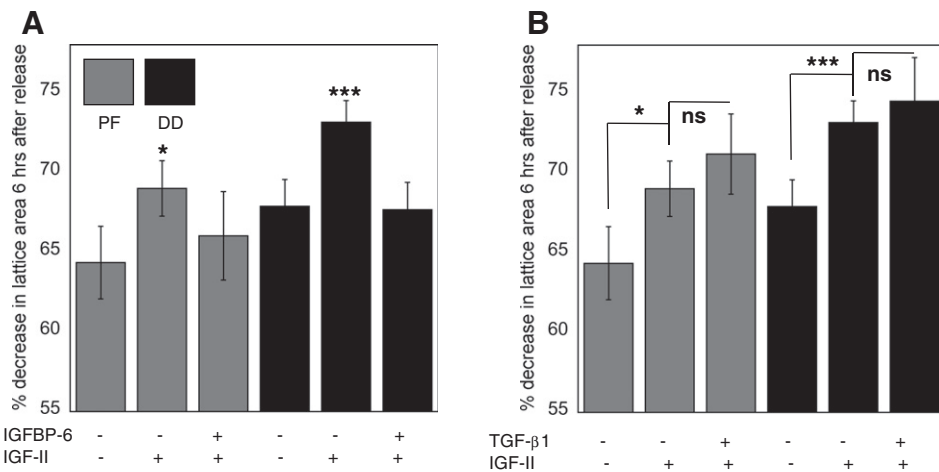 A
% decrease in lattice area 6 hrs after release
75
70
65
60
55
PF DD
*
***
IGFBP-6 - - + - - +
IGF-II - + + - + +
B
% decrease in lattice area 6 hrs after release
75
70
65
60
55
* ns
*** ns
TGF-β1 - - + - - +
IGF-II - + + - + +